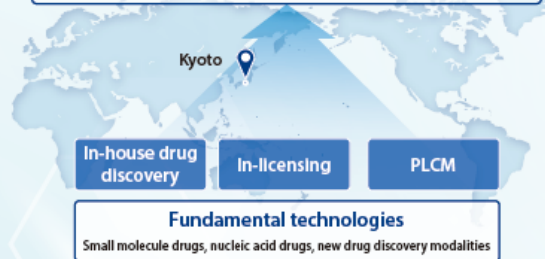 Kyoto
In-house drug
discovery
In-licensing
PLCM
Fundamental technologies
Small molecule drugs, nucleic acid drugs, new drug discovery modalities